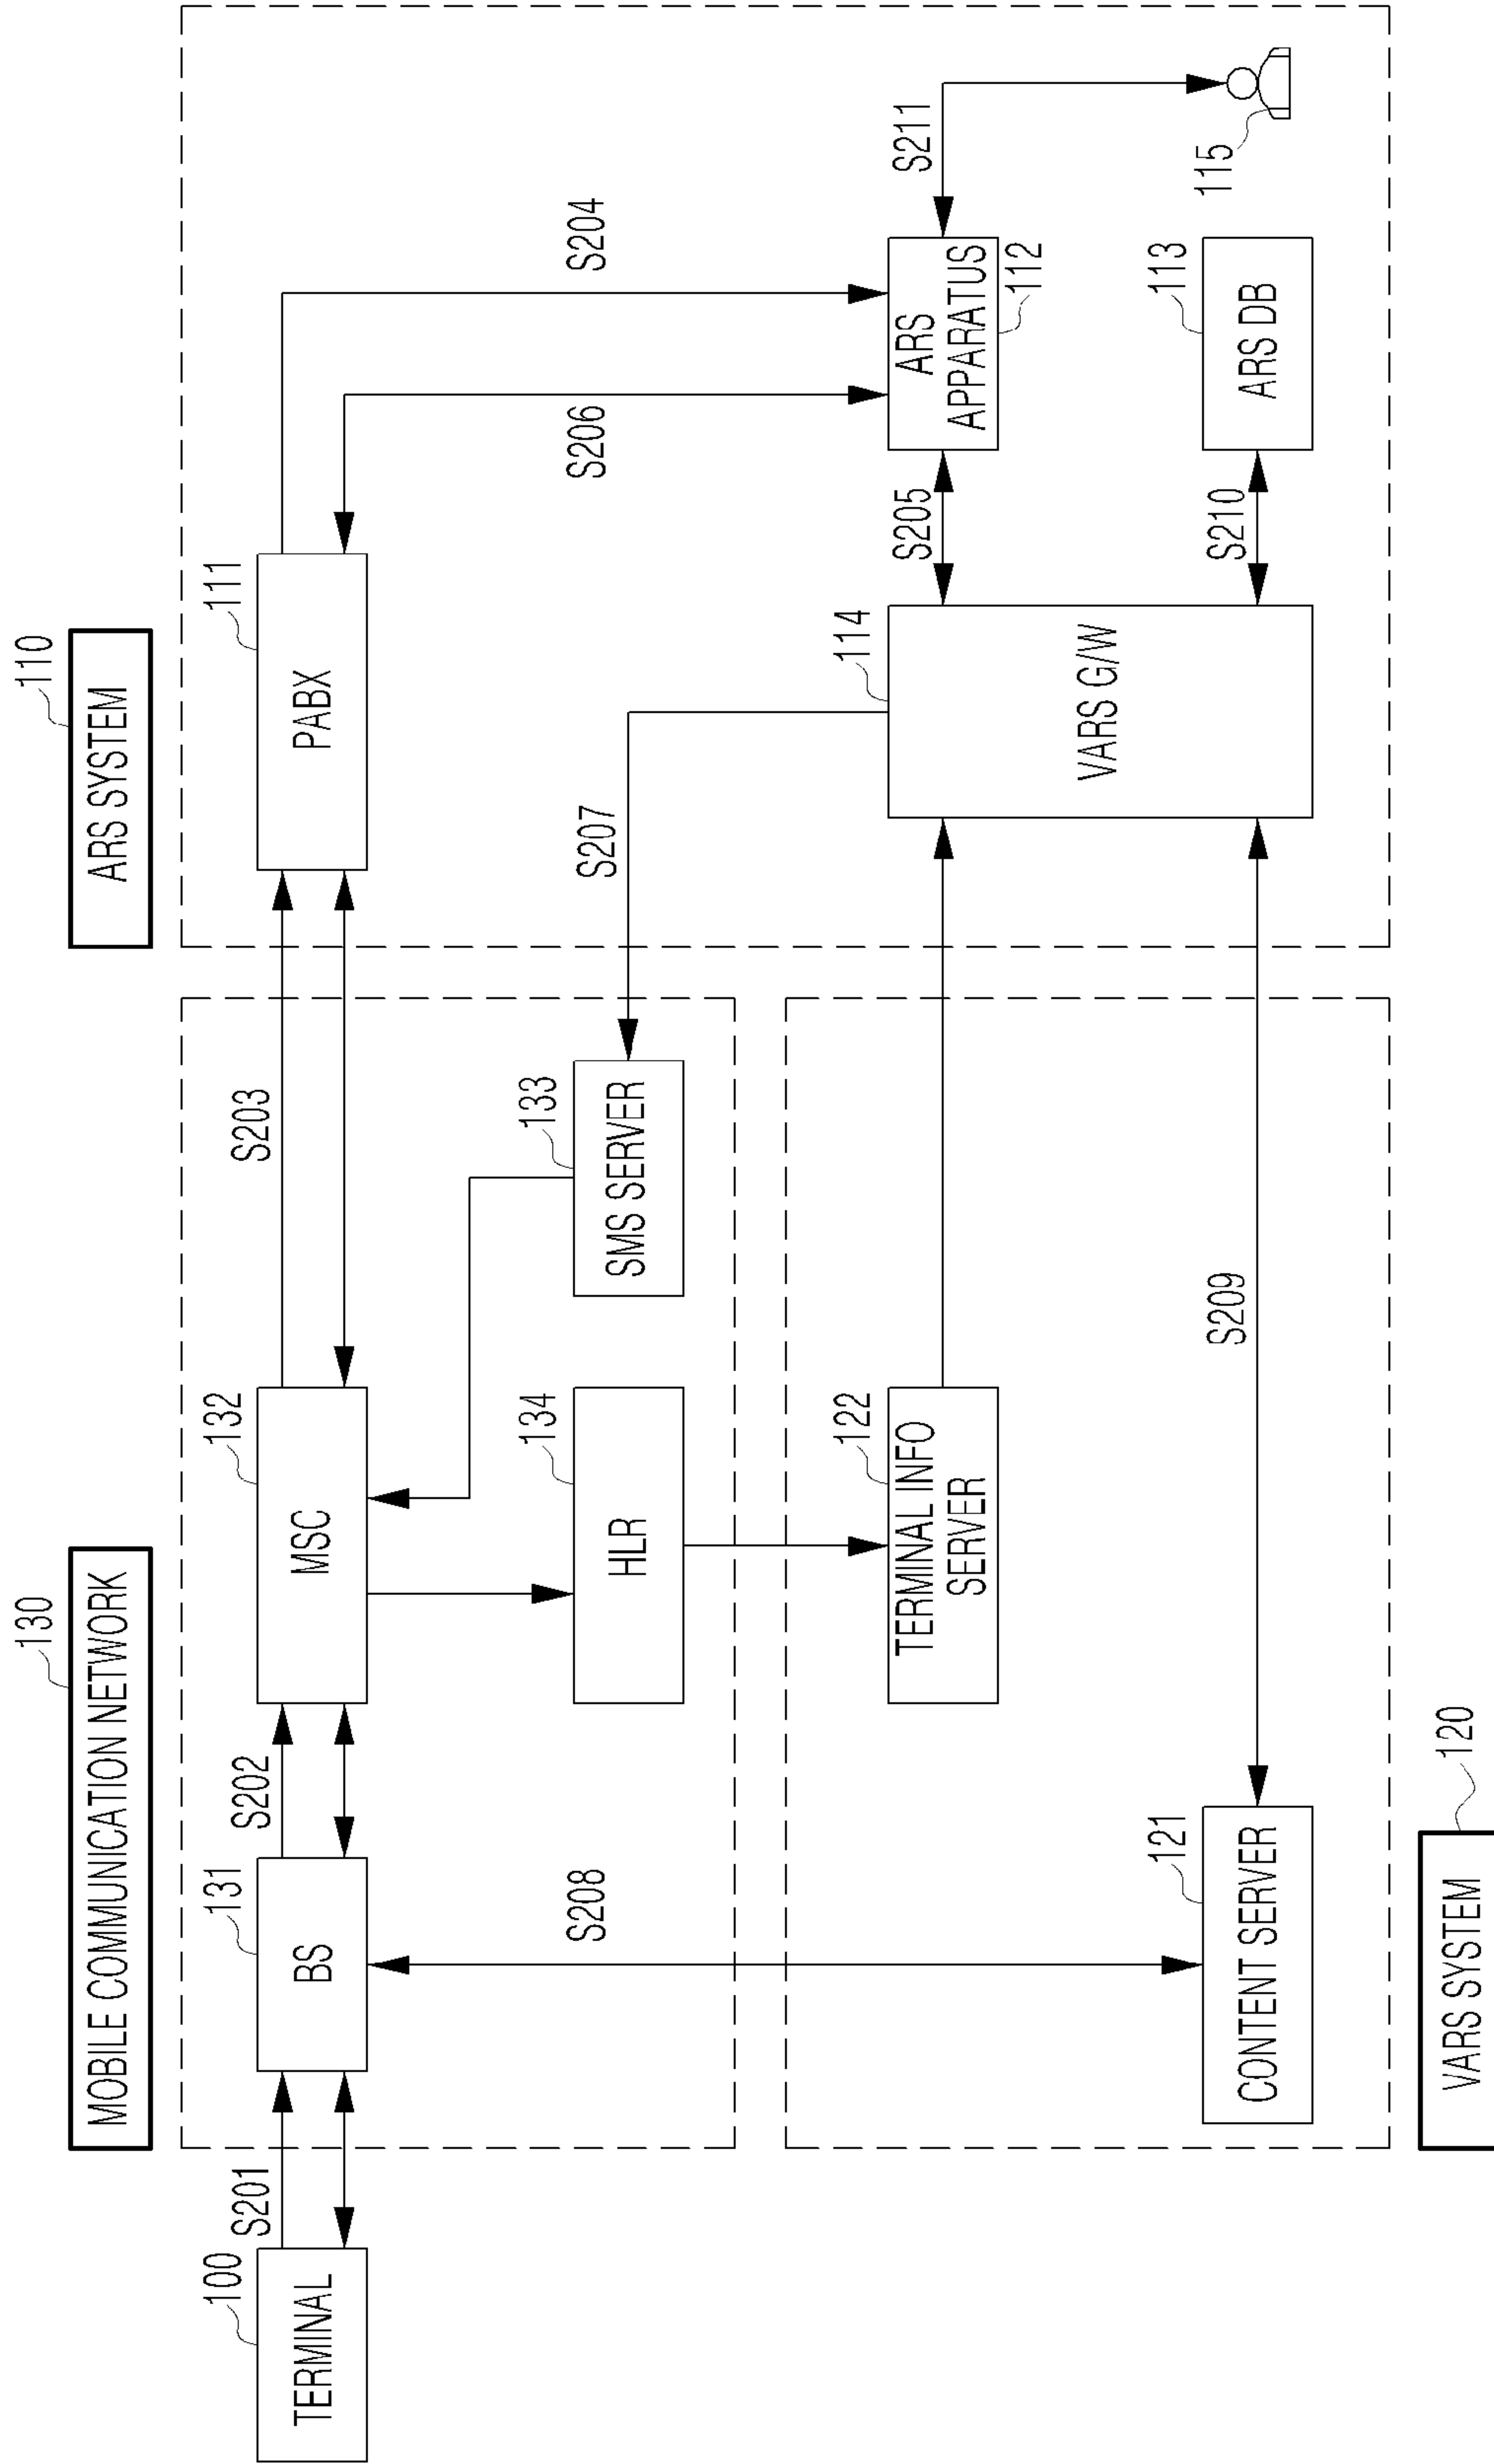 130
MOBILE COMMUNICATION NETWORK
110
ARS SYSTEM
100
TERMINAL
S201
131
BS
S202
132
MSC
S203
111
PABX
S208
134
HLR
133
SMS SERVER
S207
S206
S204
122
TERMINAL INFO
SERVER
114
VARS G/W
S205
ARS
APPARATUS
112
S211
121
CONTENT SERVER
S209
S210
113
ARS DB
115
120
VARS SYSTEM